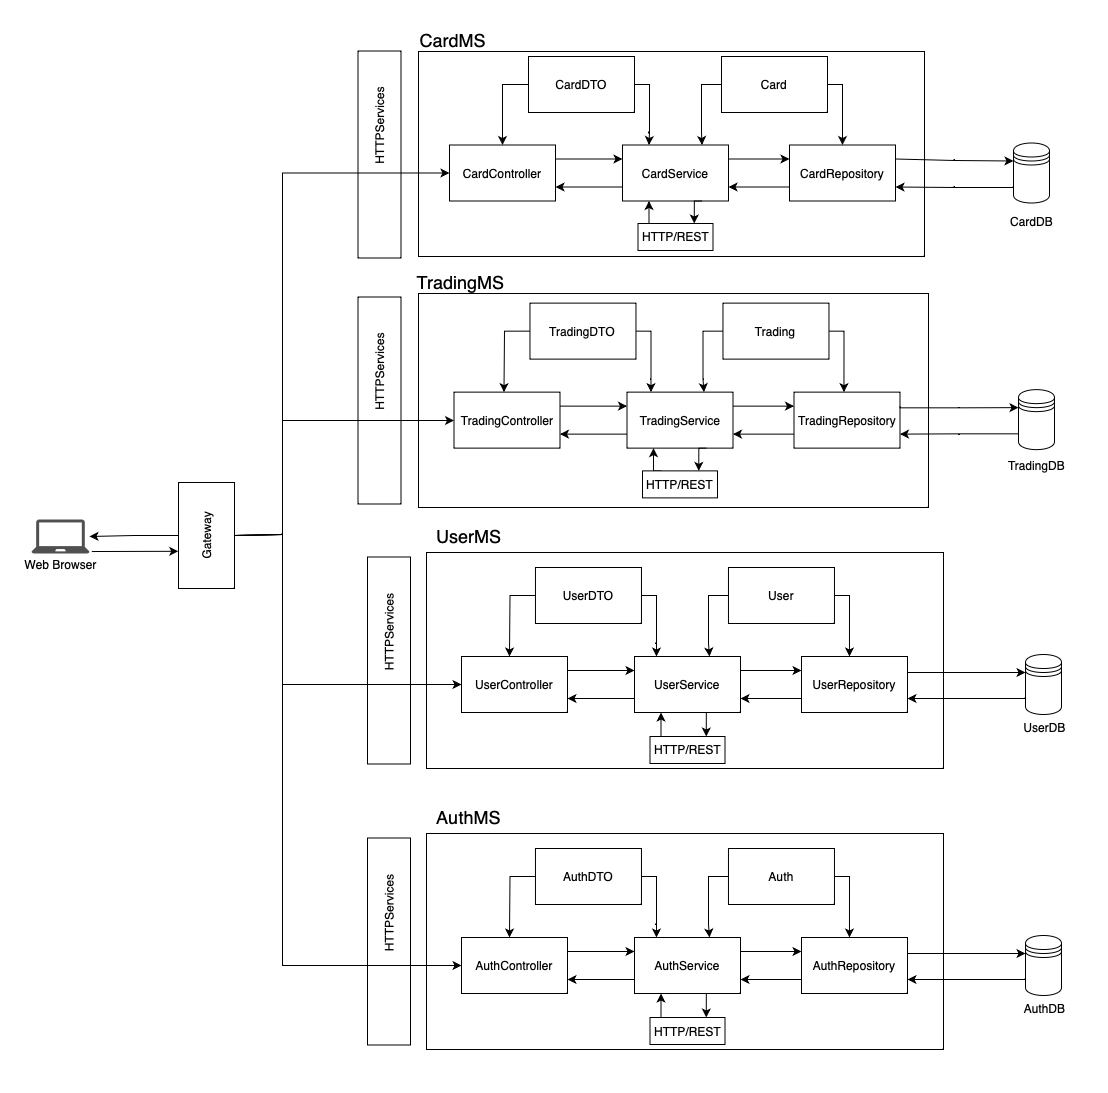 CardMS
HTTPServices
CardDTO
Card
CardController
CardService
CardRepository
HTTP/REST
CardDB
TradingMS
HTTPServices
TradingDTO
Trading
TradingController
TradingService
TradingRepository
HTTP/REST
TradingDB
Web Browser
Gateway
UserMS
HTTPServices
UserDTO
User
UserController
UserService
UserRepository
HTTP/REST
UserDB
AuthMS
HTTPServices
AuthDTO
Auth
AuthController
AuthService
AuthRepository
HTTP/REST
AuthDB